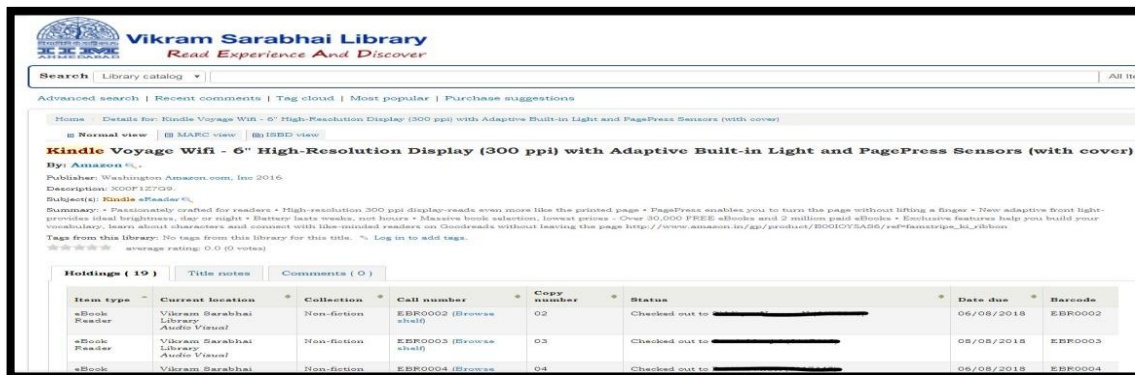 Vikram Sarabhai Library
Read Experience And Discover
AHMEDABAD
Search Library catalog All
Advanced search | Recent comments | Tag cloud | Most popular | Purchase suggestions
Home Details for: Kindle Voyage Wifi - 6" High-Resolution Display (300 ppi) with Adaptive Built-in Light and PagePress Sensors (with cover)
Normal view MARC view ISBD view
Kindle Voyage Wifi - 6" High-Resolution Display (300 ppi) with Adaptive Built-in Light and PagePress Sensors (with cover)
By: Amazon
Publisher: Washington Amazon.com, Inc 2016
Description: X00F1Z7G9.
Subject(s): Kindle eReader
Summary: • Passionately crafted for readers • High-resolution 300 ppi display-reads even more like the printed page • PagePress enables you to turn the page without lifting a finger • New adaptive front light-
provides ideal brightness, day or night • Battery lasts weeks, not hours • Massive book selection, lowest prices - Over 30,000 FREE eBooks and 2 million paid eBooks • Exclusive features help you build your
vocabulary, learn about characters and connect with like-minded readers on Goodreads without leaving the page http://www.amazon.in/gp/product/B00IOYSAS6/ref=famstripe_ki_ribbon
Tags from this library: No tags from this library for this title. Log in to add tags.
average rating: 0.0 (0 votes)
Holdings ( 19 ) Title notes Comments ( 0 )
Item type Current location Collection Call number Copy number Status Date due Barcode
eBook Reader Vikram Sarabhai Library Audio Visual Non-fiction EBR0002 (Browse shelf) 02 Checked out to 06/08/2018 EBR0002
eBook Reader Vikram Sarabhai Library Audio Visual Non-fiction EBR0003 (Browse shelf) 03 Checked out to 08/08/2018 EBR0003
eBook Vikram Sarabhai Non-fiction EBR0004 (Browse 04 Checked out to 06/08/2018 EBR0004